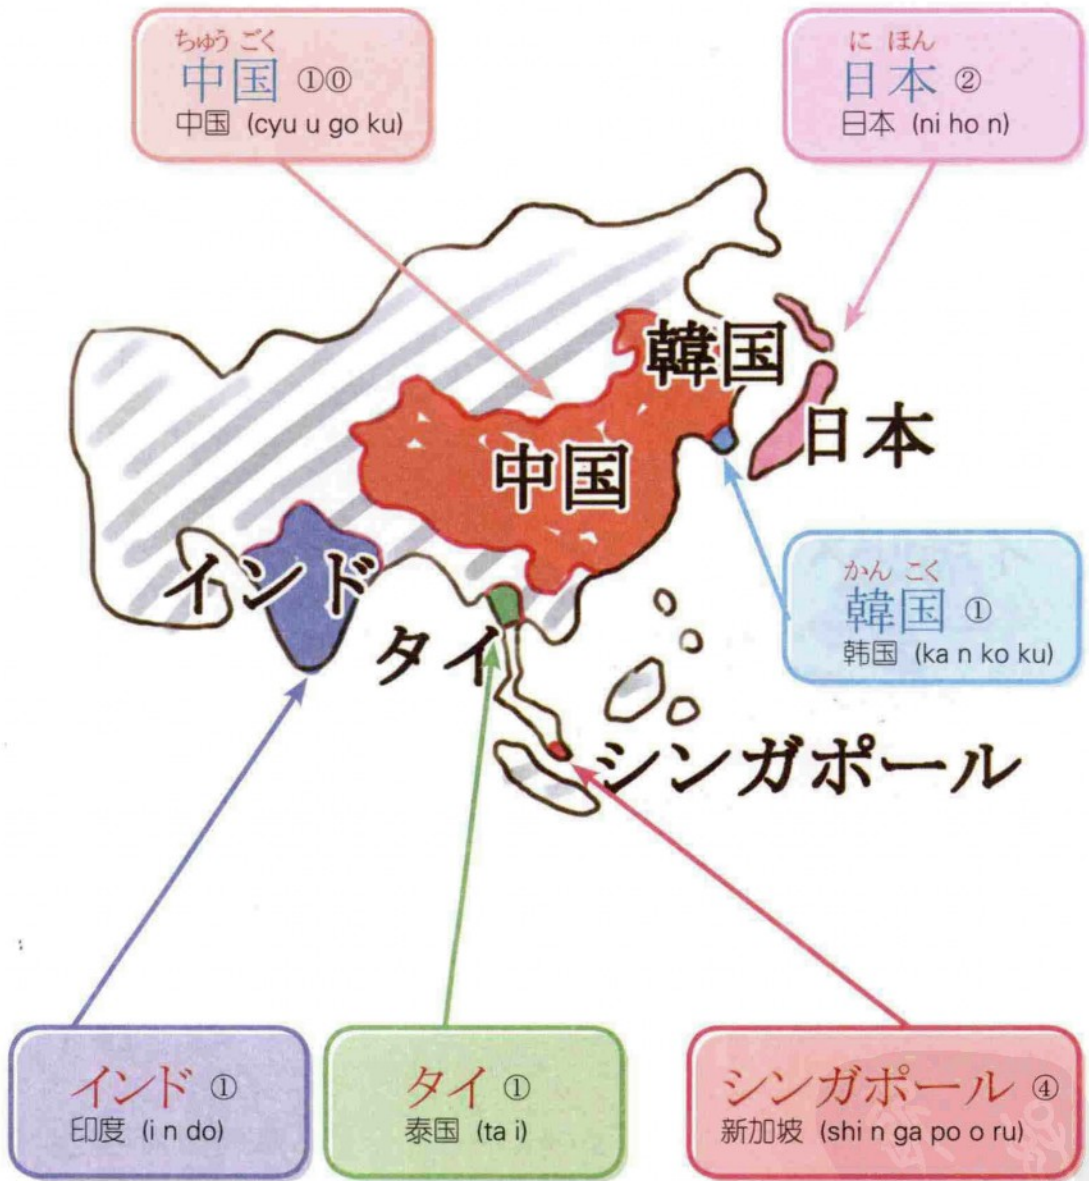 ちゅう ごく
中国 ①⓪
中国 (cyu u go ku)
に ほん
日本 ②
日本 (ni ho n)
韓国
日本
中国
インド
タイ
シンガポール
かん こく
韓国 ①
韩国 (ka n ko ku)
インド ①
印度 (i n do)
タイ ①
泰国 (ta i)
シンガポール ④
新加坡 (shi n ga po o ru)